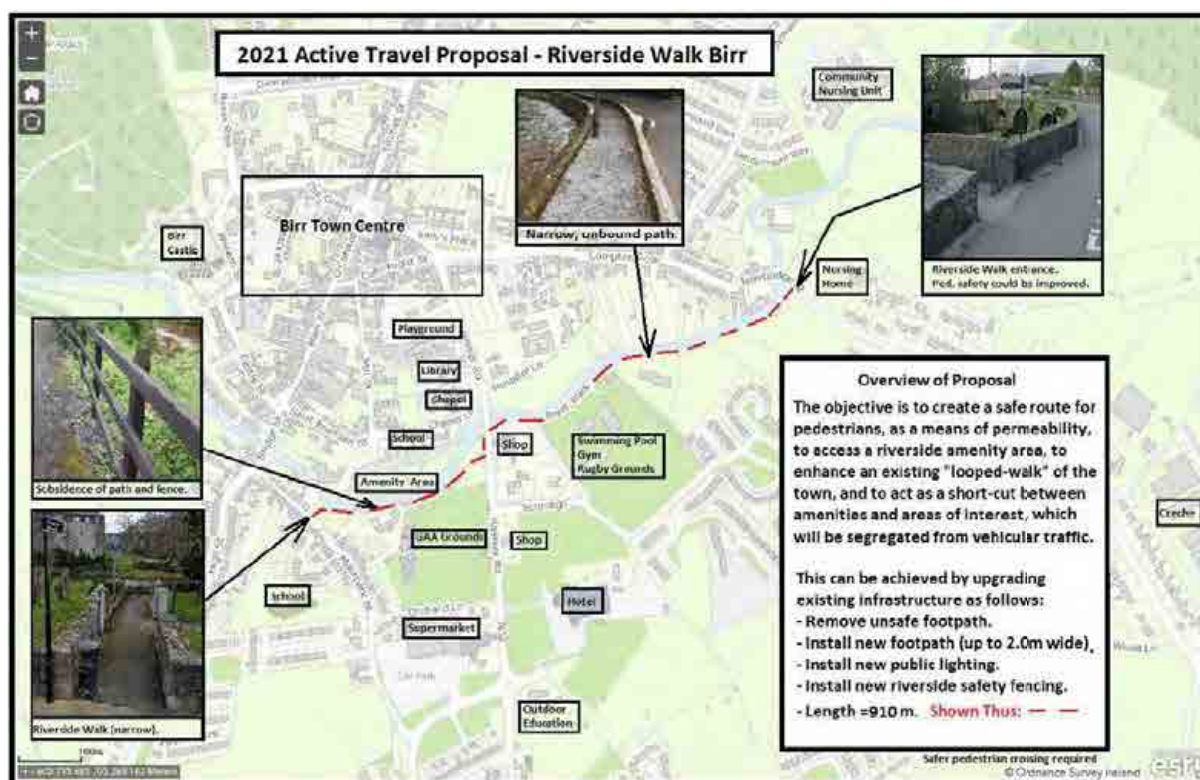 2021 Active Travel Proposal - Riverside Walk Birr
Community
Nursing Unit
Birr Town Centre
Birr
Castle
Narrow, unbound path.
Nursing
Home
Riverside Walk entrance.
Ped. safety could be improved.
Playground
Library
Chapel
School
Shop
Swimming Pool
Gym
Rugby Grounds
Amenity Area
Subsidence of path and fence.
GAA Grounds
Shop
School
Hotel
Supermarket
Car Park
Outdoor
Education
Creche
Riverside Walk (narrow).
Overview of Proposal
The objective is to create a safe route for
pedestrians, as a means of permeability,
to access a riverside amenity area, to
enhance an existing "looped-walk" of the
town, and to act as a short-cut between
amenities and areas of interest, which
will be segregated from vehicular traffic.
This can be achieved by upgrading
existing infrastructure as follows:
- Remove unsafe footpath.
- Install new footpath (up to 2.0m wide).
- Install new public lighting.
- Install new riverside safety fencing.
- Length =910 m. Shown Thus:
Safer pedestrian crossing required
© Ordnance Survey Ireland
esri
100m